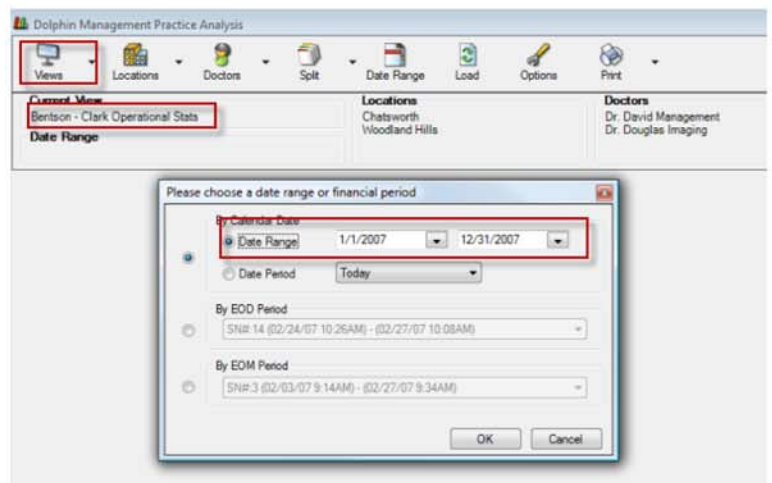 Dolphin Management Practice Analysis
Views Locations Doctors Split Date Range Load Options Print
Current View Locations Doctors
Bentson - Clark Operational Stats Chatsworth Dr. David Management
Date Range Woodland Hills Dr. Douglas Imaging
Please choose a date range or financial period
By Calendar Date
Date Range 1/1/2007 12/31/2007
Date Period Today
By EOD Period
SN#:14 (02/24/07 10:26AM) - (02/27/07 10:08AM)
By EOM Period
SN#:3 (02/03/07 9:14AM) - (02/27/07 9:34AM)
OK Cancel